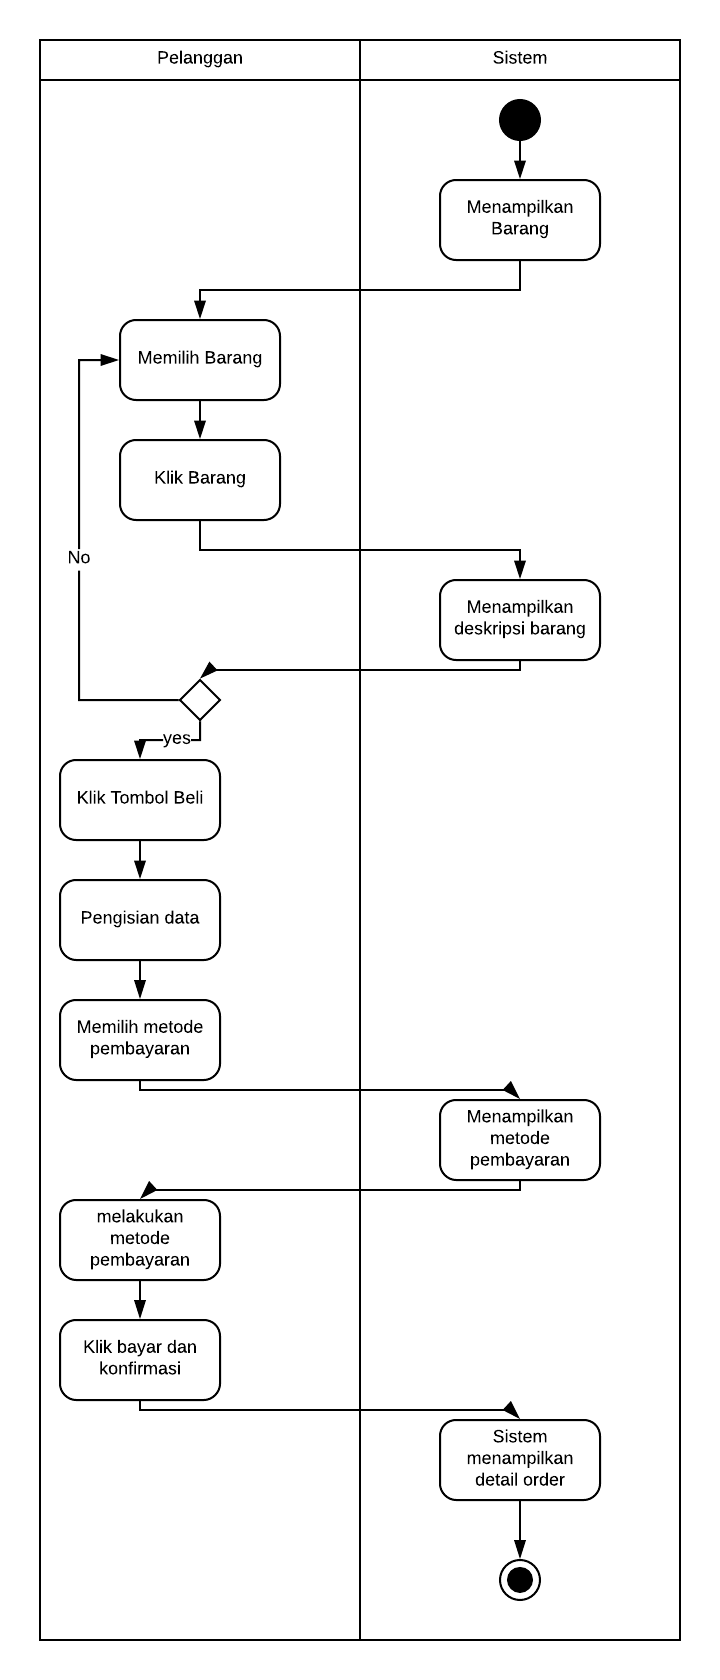 Pelanggan
Sistem
Menampilkan
Barang
Memilih Barang
Klik Barang
No
Menampilkan
deskripsi barang
yes
Klik Tombol Beli
Pengisian data
Memilih metode
pembayaran
Menampilkan
metode
pembayaran
melakukan
metode
pembayaran
Klik bayar dan
konfirmasi
Sistem
menampilkan
detail order